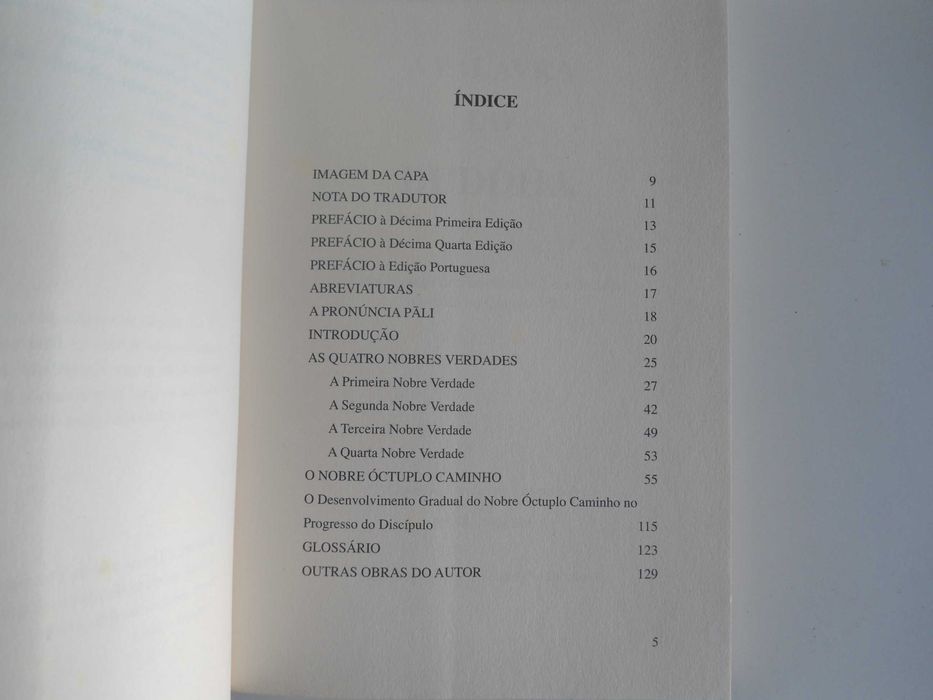 ÍNDICE
IMAGEM DA CAPA 9
NOTA DO TRADUTOR 11
PREFÁCIO à Décima Primeira Edição 13
PREFÁCIO à Décima Quarta Edição 15
PREFÁCIO à Edição Portuguesa 16
ABREVIATURAS 17
A PRONÚNCIA PĀLI 18
INTRODUÇÃO 20
AS QUATRO NOBRES VERDADES 25
A Primeira Nobre Verdade 27
A Segunda Nobre Verdade 42
A Terceira Nobre Verdade 49
A Quarta Nobre Verdade 53
O NOBRE ÓCTUPLO CAMINHO 55
O Desenvolvimento Gradual do Nobre Óctuplo Caminho no
Progresso do Discípulo 115
GLOSSÁRIO 123
OUTRAS OBRAS DO AUTOR 129
5